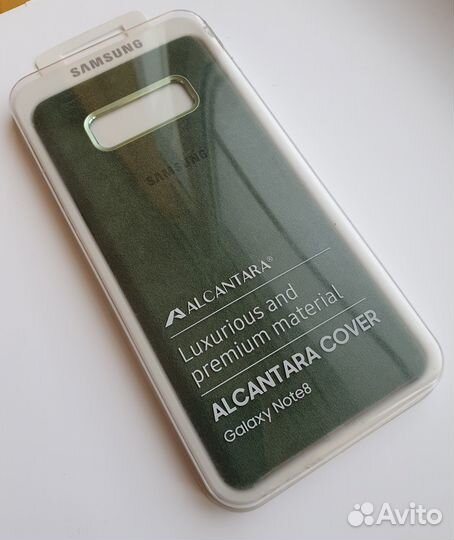 SAMSUNG
SAMSUNG
ALCANTARA®
Luxurious and
premium material
ALCANTARA COVER
Galaxy Note8
Avito